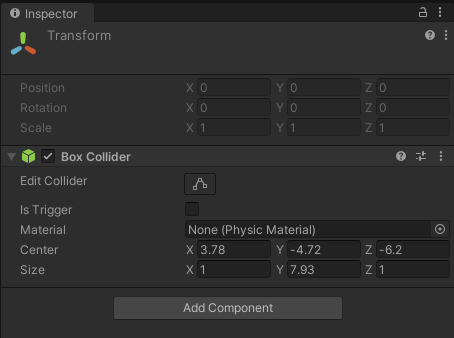 Inspector
Transform
Position X 0 Y 0 Z 0
Rotation X 0 Y 0 Z 0
Scale X 1 Y 1 Z 1
Box Collider
Edit Collider
Is Trigger
Material None (Physic Material)
Center X 3.78 Y -4.72 Z -6.2
Size X 1 Y 7.93 Z 1
Add Component